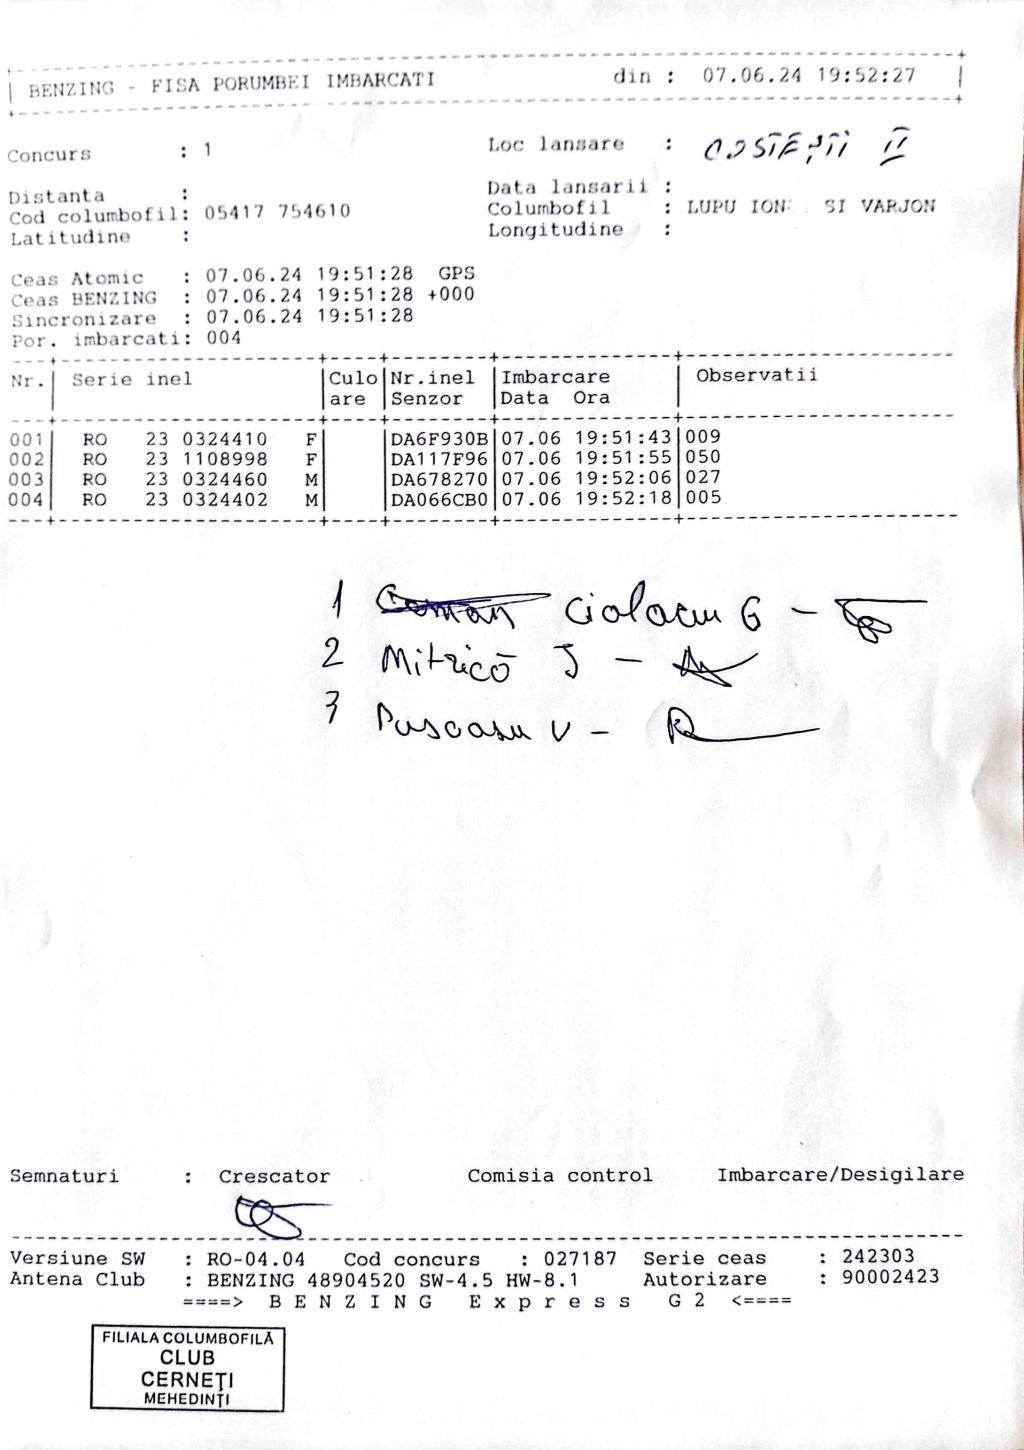 BENZING - FISA PORUMBEI IMBARCATI din : 07.06.24 19:52:27
Concurs : 1 Loc lansare : COSTEȘTI II
Distanta : Data lansarii :
Cod columbofil: 05417 754610 Columbofil : LUPU ION SI VARJON
Latitudine : Longitudine :
Ceas Atomic : 07.06.24 19:51:28 GPS
Ceas BENZING : 07.06.24 19:51:28 +000
Sincronizare : 07.06.24 19:51:28
Por. imbarcati: 004
Nr. Serie inel Culo Nr.inel Imbarcare Observatii
are Senzor Data Ora
001 RO 23 0324410 F DA6F930B 07.06 19:51:43 009
002 RO 23 1108998 F DA117F96 07.06 19:51:55 050
003 RO 23 0324460 M DA678270 07.06 19:52:06 027
004 RO 23 0324402 M DA066CB0 07.06 19:52:18 005
1 Ciolacu G -
2 Mitrică J -
3 V -
Semnaturi : Crescator Comisia control Imbarcare/Desigilare
Versiune SW : RO-04.04 Cod concurs : 027187 Serie ceas : 242303
Antena Club : BENZING 48904520 SW-4.5 HW-8.1 Autorizare : 90002423
====> B E N Z I N G E x p r e s s G 2 <====
FILIALA COLUMBOFILĂ
CLUB
CERNEȚI
MEHEDINȚI